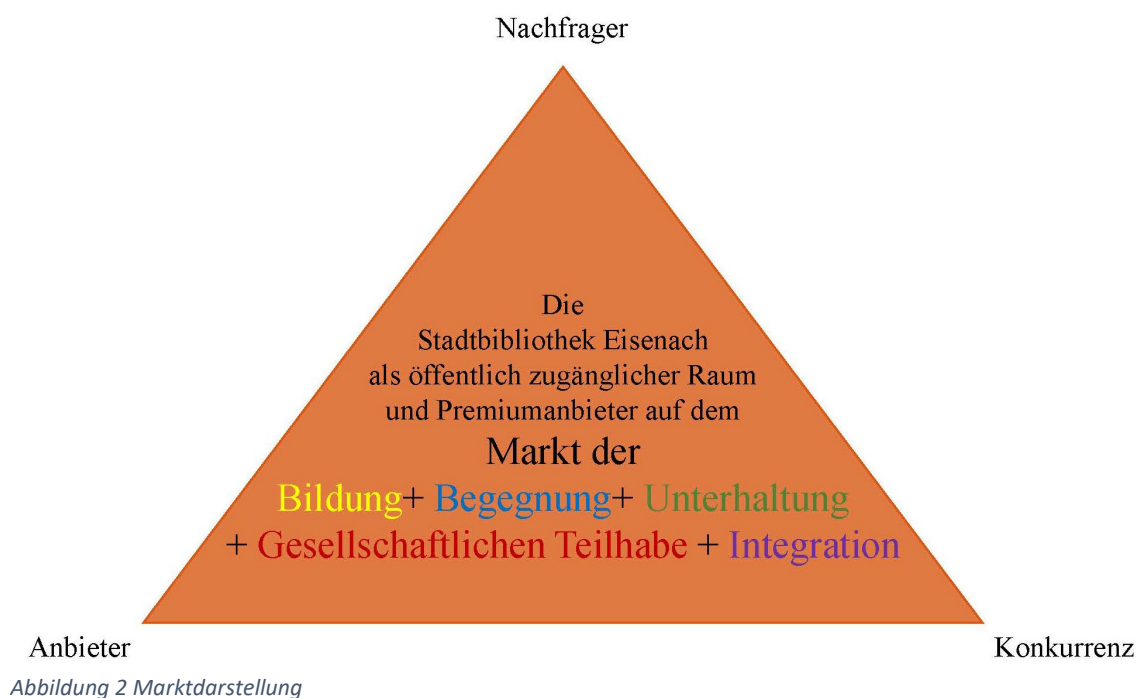 Nachfrager
Die
Stadtbibliothek Eisenach
als öffentlich zugänglicher Raum
und Premiumanbieter auf dem
Markt der
Bildung+ Begegnung+ Unterhaltung
+ Gesellschaftlichen Teilhabe + Integration
Anbieter
Konkurrenz
Abbildung 2 Marktdarstellung